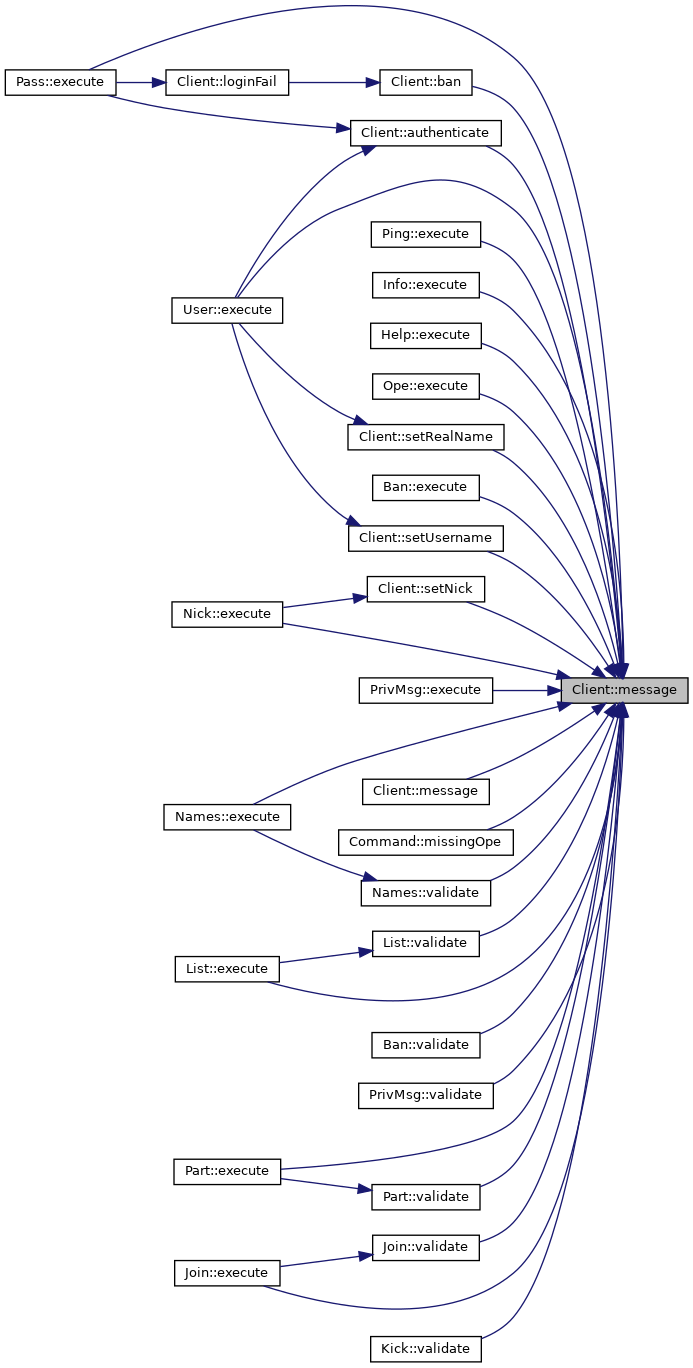 Pass::execute
Client::loginFail
Client::ban
Client::authenticate
Ping::execute
Info::execute
User::execute
Help::execute
Ope::execute
Client::setRealName
Ban::execute
Client::setUsername
Client::setNick
Nick::execute
PrivMsg::execute
Client::message
Client::message
Names::execute
Command::missingOpe
Names::validate
List::validate
List::execute
Ban::validate
PrivMsg::validate
Part::execute
Part::validate
Join::validate
Join::execute
Kick::validate